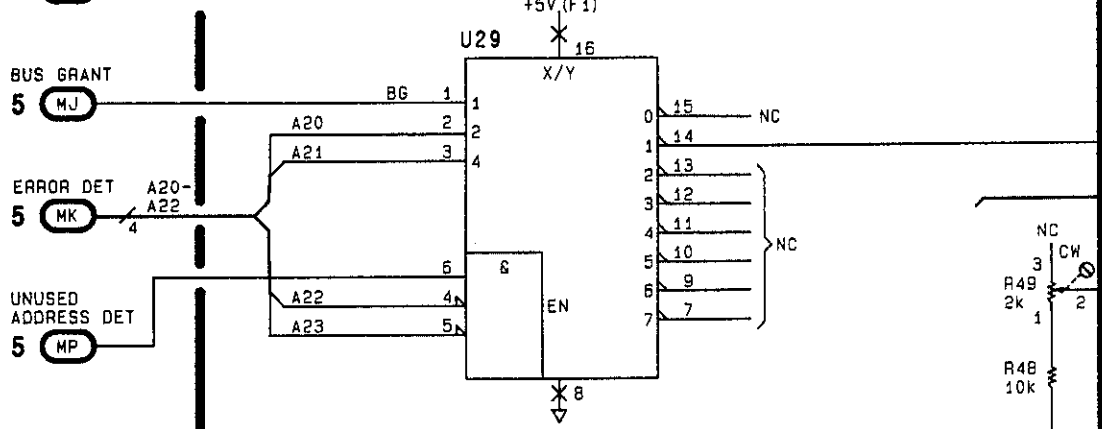 +5V(F1)
U29
16
X/Y
BUS GRANT
5 MJ
BG 1 1
A20 2 2
A21 3 4
0 15 NC
1 14
2 13
3 12
4 11
5 10
6 9
7 7
NC
ERROR DET
5 MK
A20-
A22
4
6
&
EN
A22 4
A23 5
UNUSED
ADDRESS DET
5 MP
8
NC
3 CW
R49
2k
2
1
R48
10k